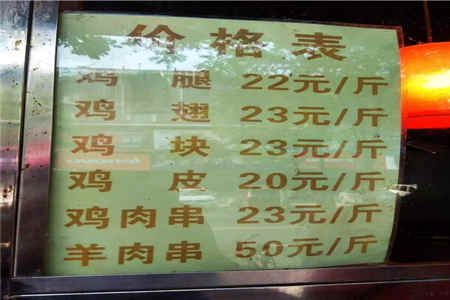 价格表
鸡腿 22元/斤
鸡翅 23元/斤
鸡块 23元/斤
鸡皮 20元/斤
鸡肉串 23元/斤
羊肉串 50元/斤